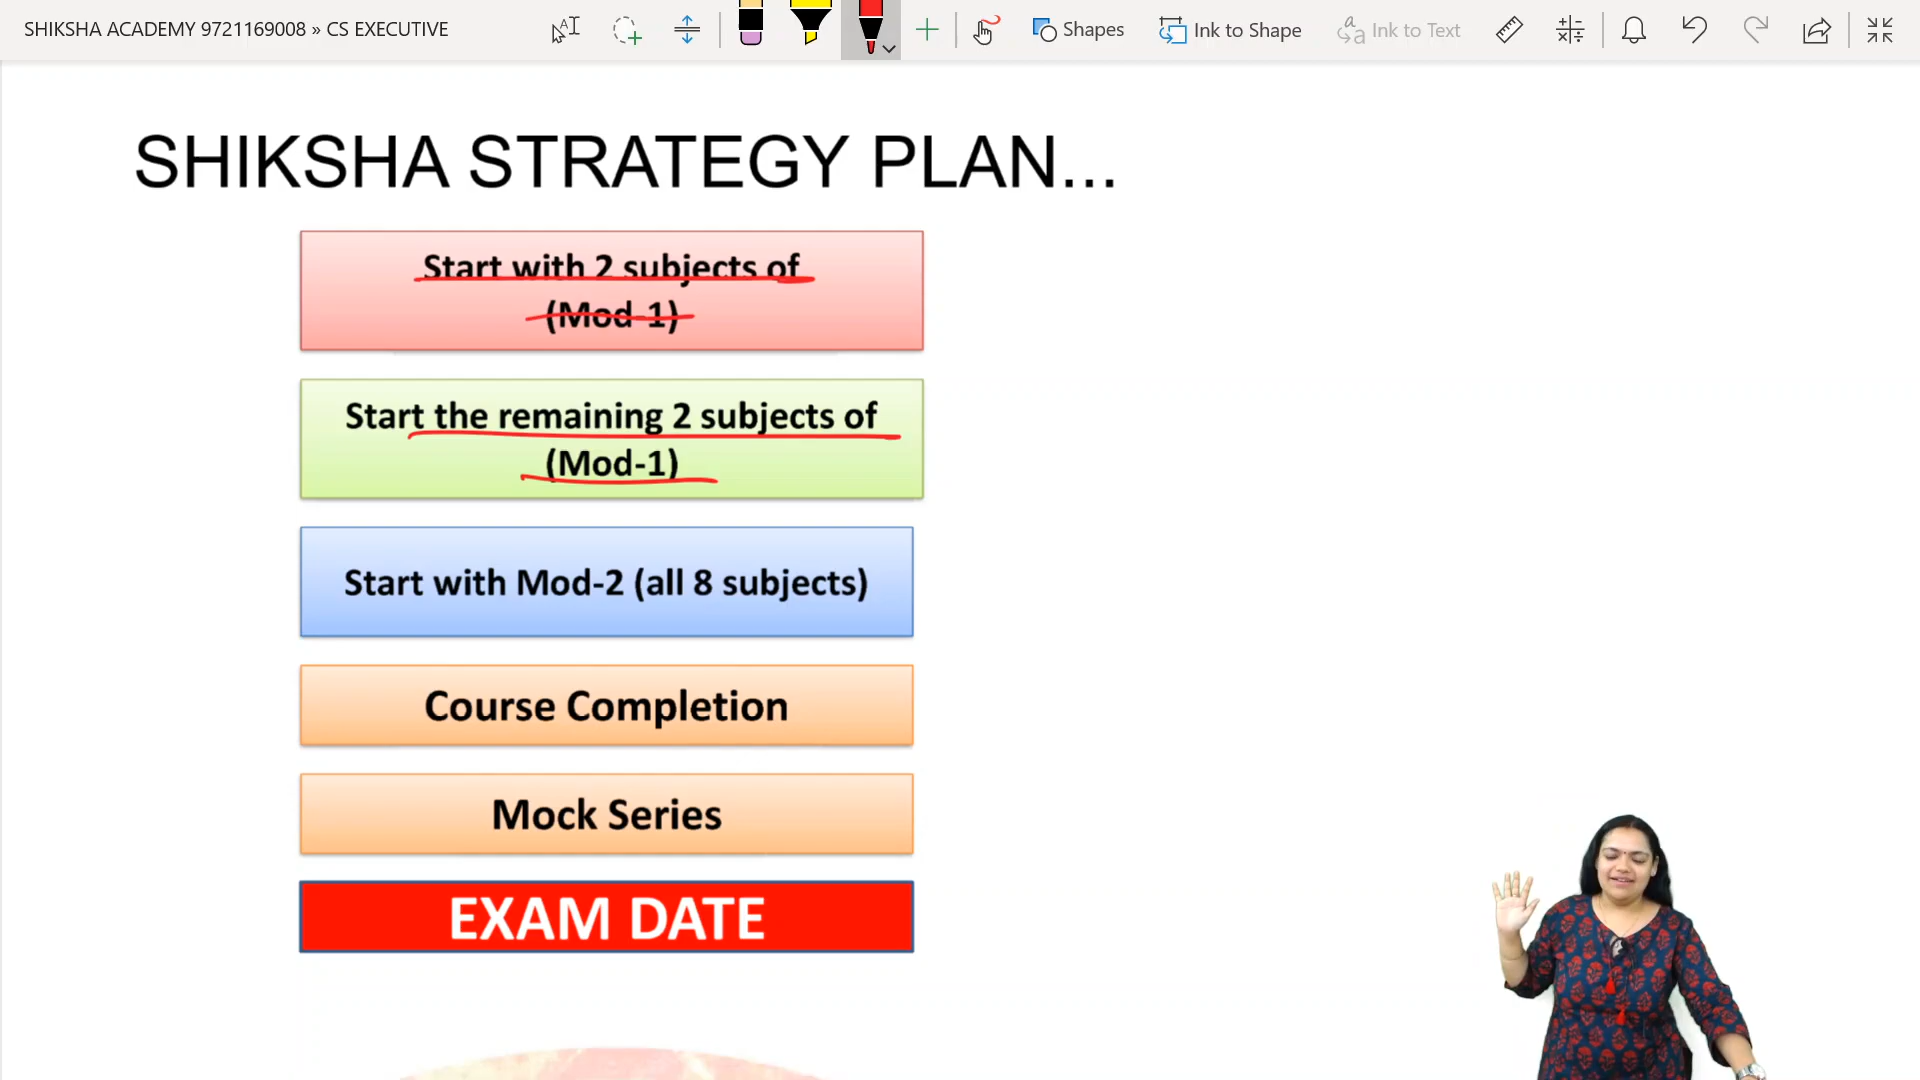 SHIKSHA ACADEMY 9721169008 » CS EXECUTIVE
Shapes
Ink to Shape
Ink to Text
SHIKSHA STRATEGY PLAN...
Start with 2 subjects of
(Mod-1)
Start the remaining 2 subjects of
(Mod-1)
Start with Mod-2 (all 8 subjects)
Course Completion
Mock Series
EXAM DATE